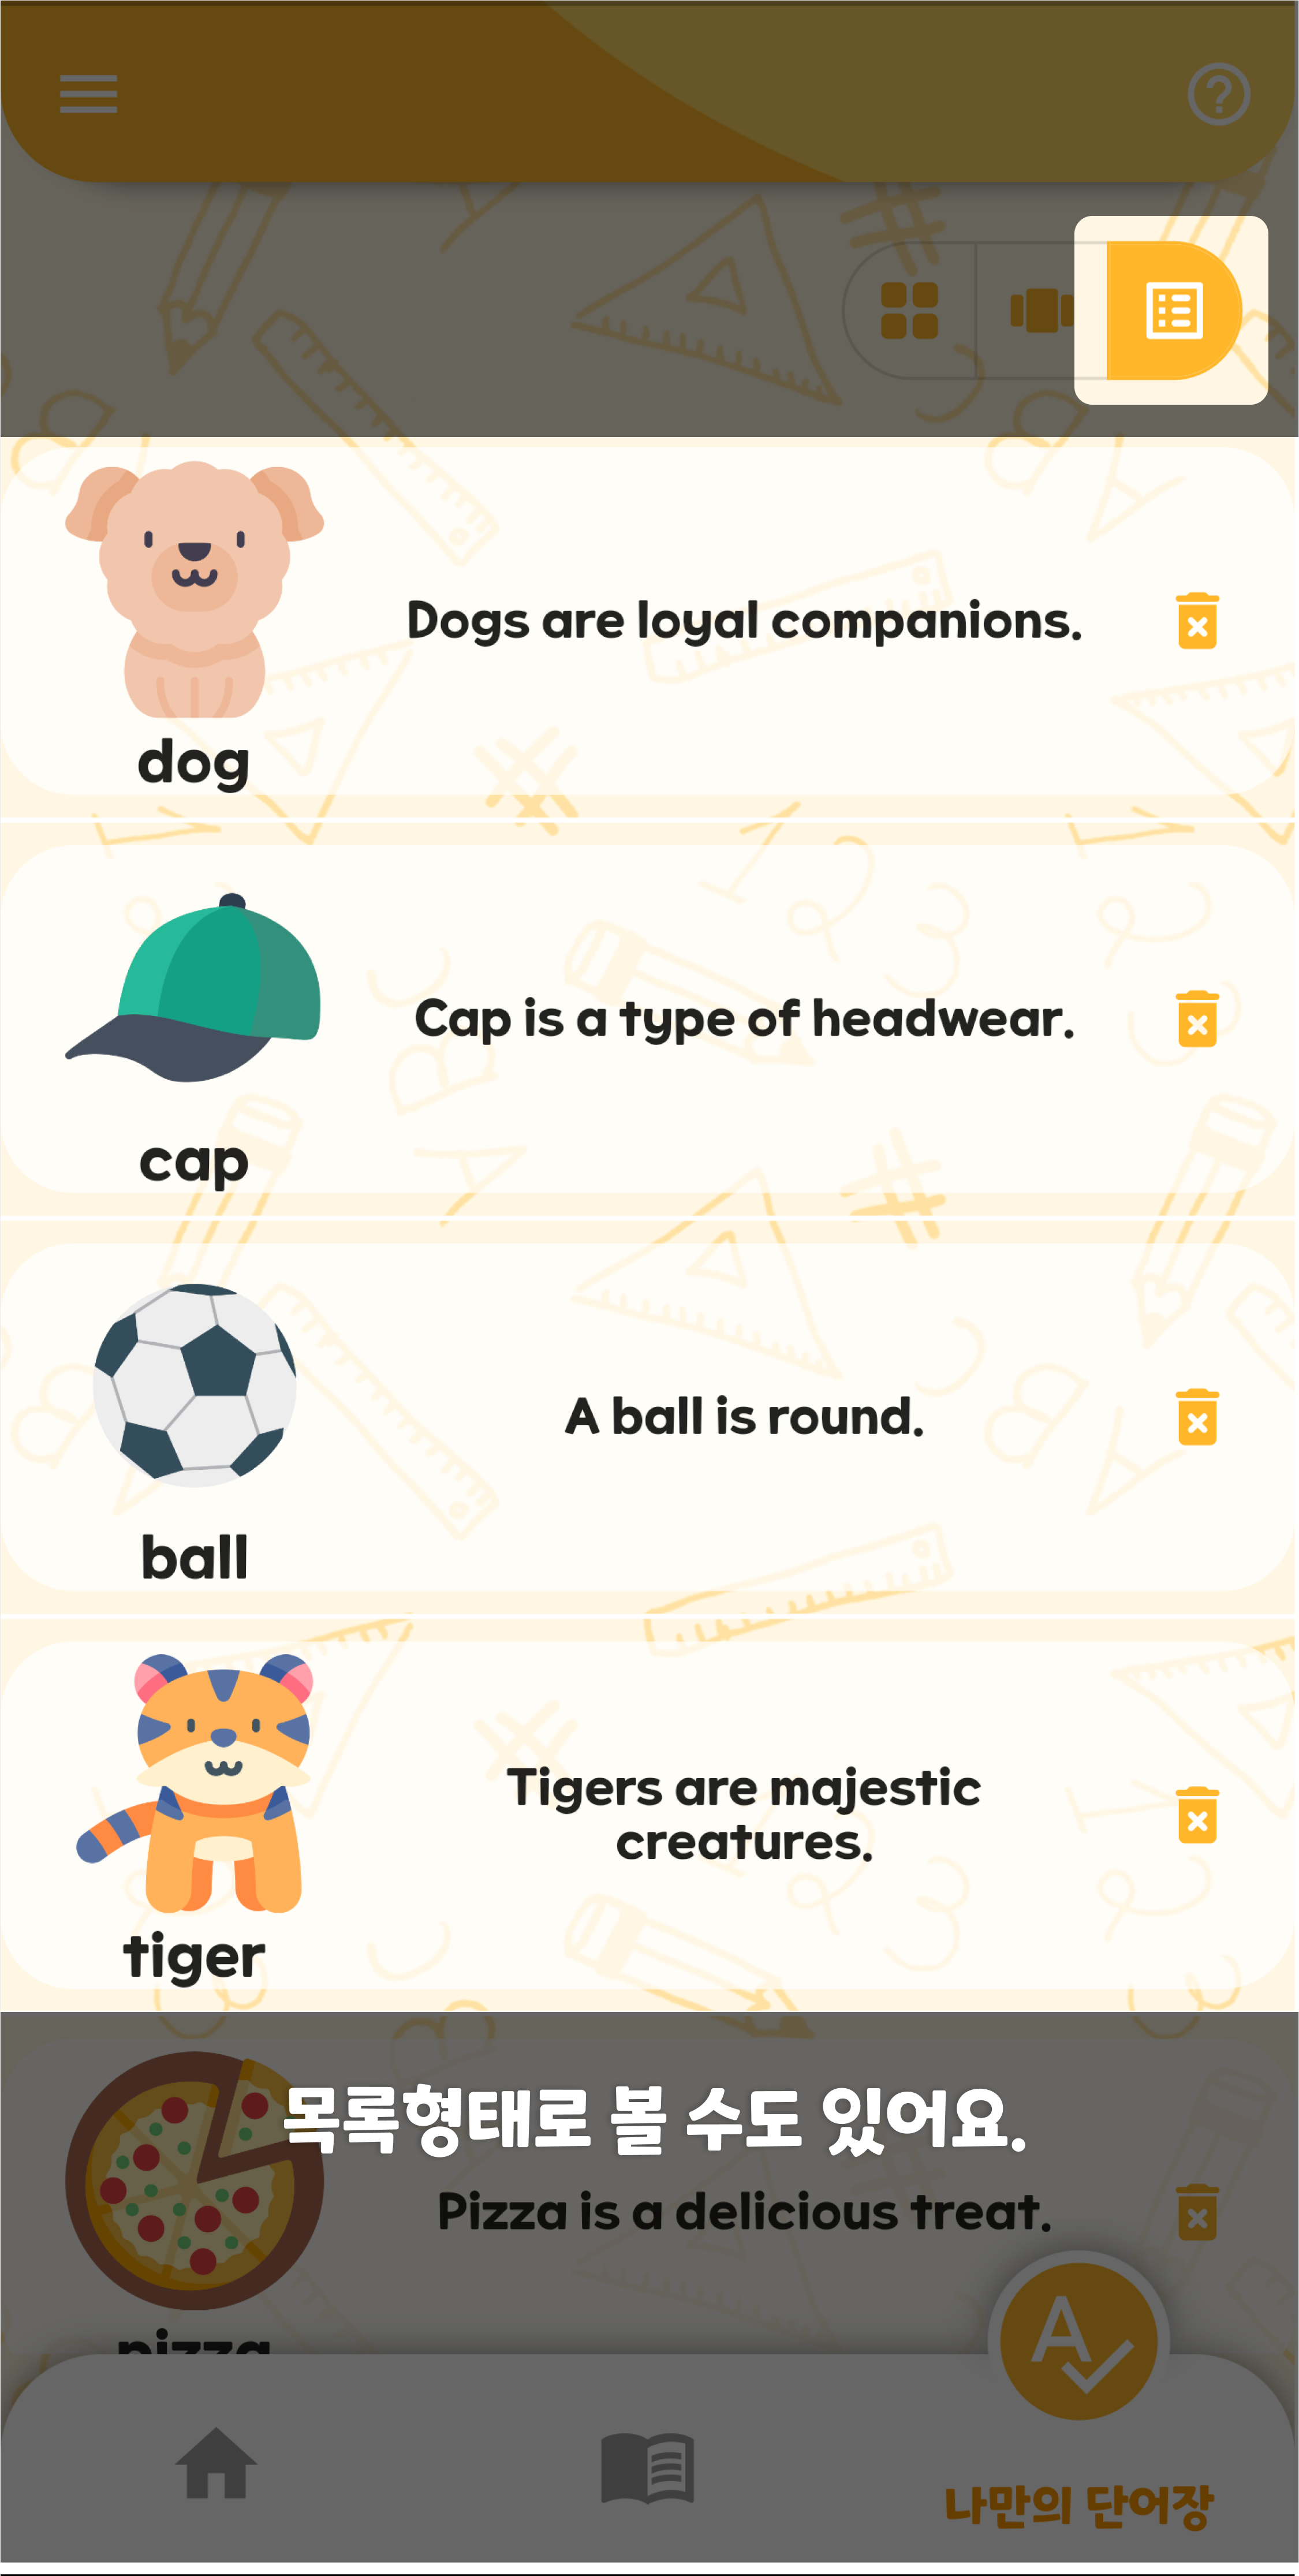 Dogs are loyal companions.
dog
Cap is a type of headwear.
cap
A ball is round.
ball
Tigers are majestic
creatures.
tiger
목록형태로 볼 수도 있어요.
Pizza is a delicious treat.
pizza
나만의 단어장